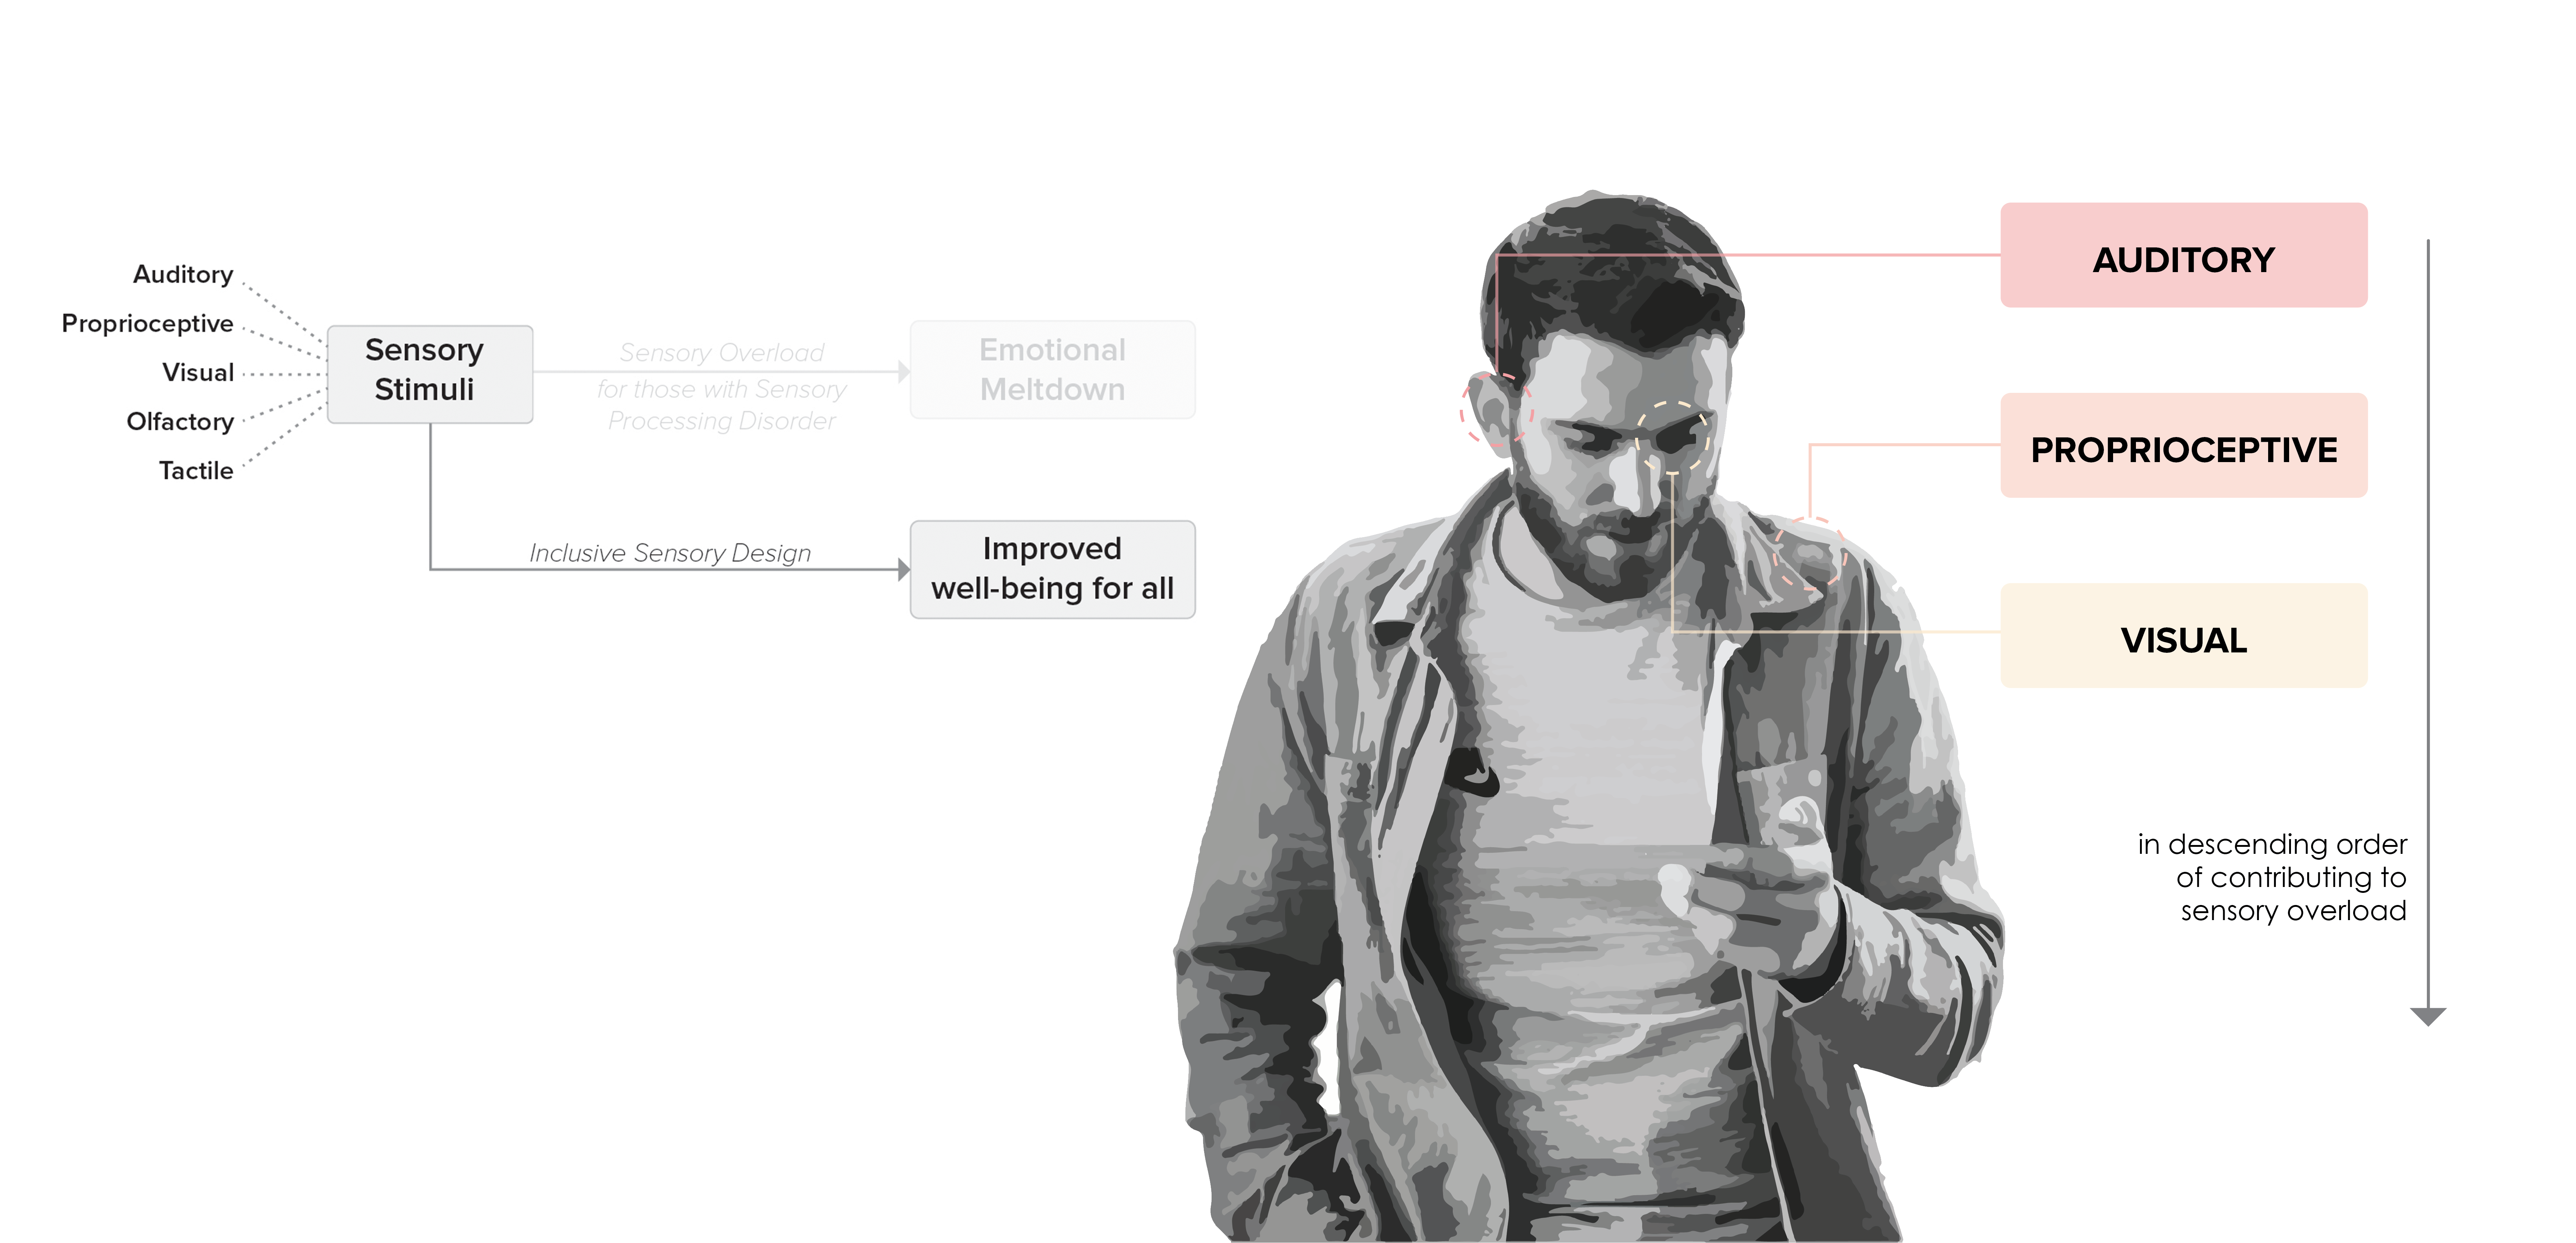 Auditory
Proprioceptive
Visual
Olfactory
Tactile
Sensory
Stimuli
Sensory Overload
for those with Sensory
Processing Disorder
Emotional
Meltdown
Inclusive Sensory Design
Improved
well-being for all
AUDITORY
PROPRIOCEPTIVE
VISUAL
in descending order
of contributing to
sensory overload